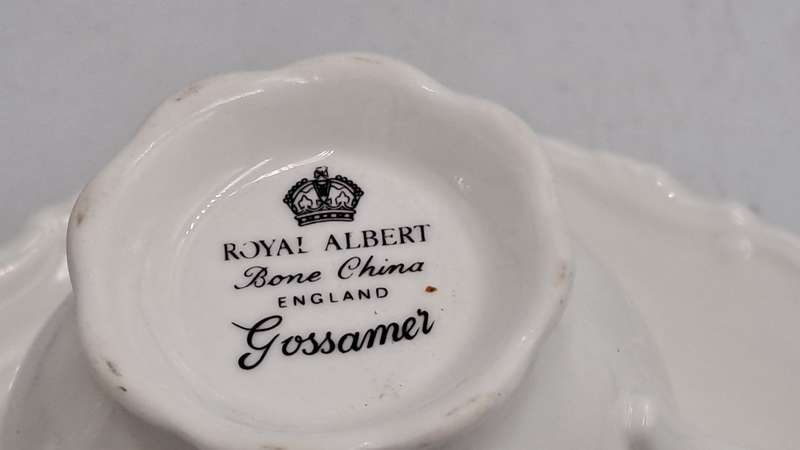 ROYAL ALBERT
Bone China
ENGLAND
Gossamer